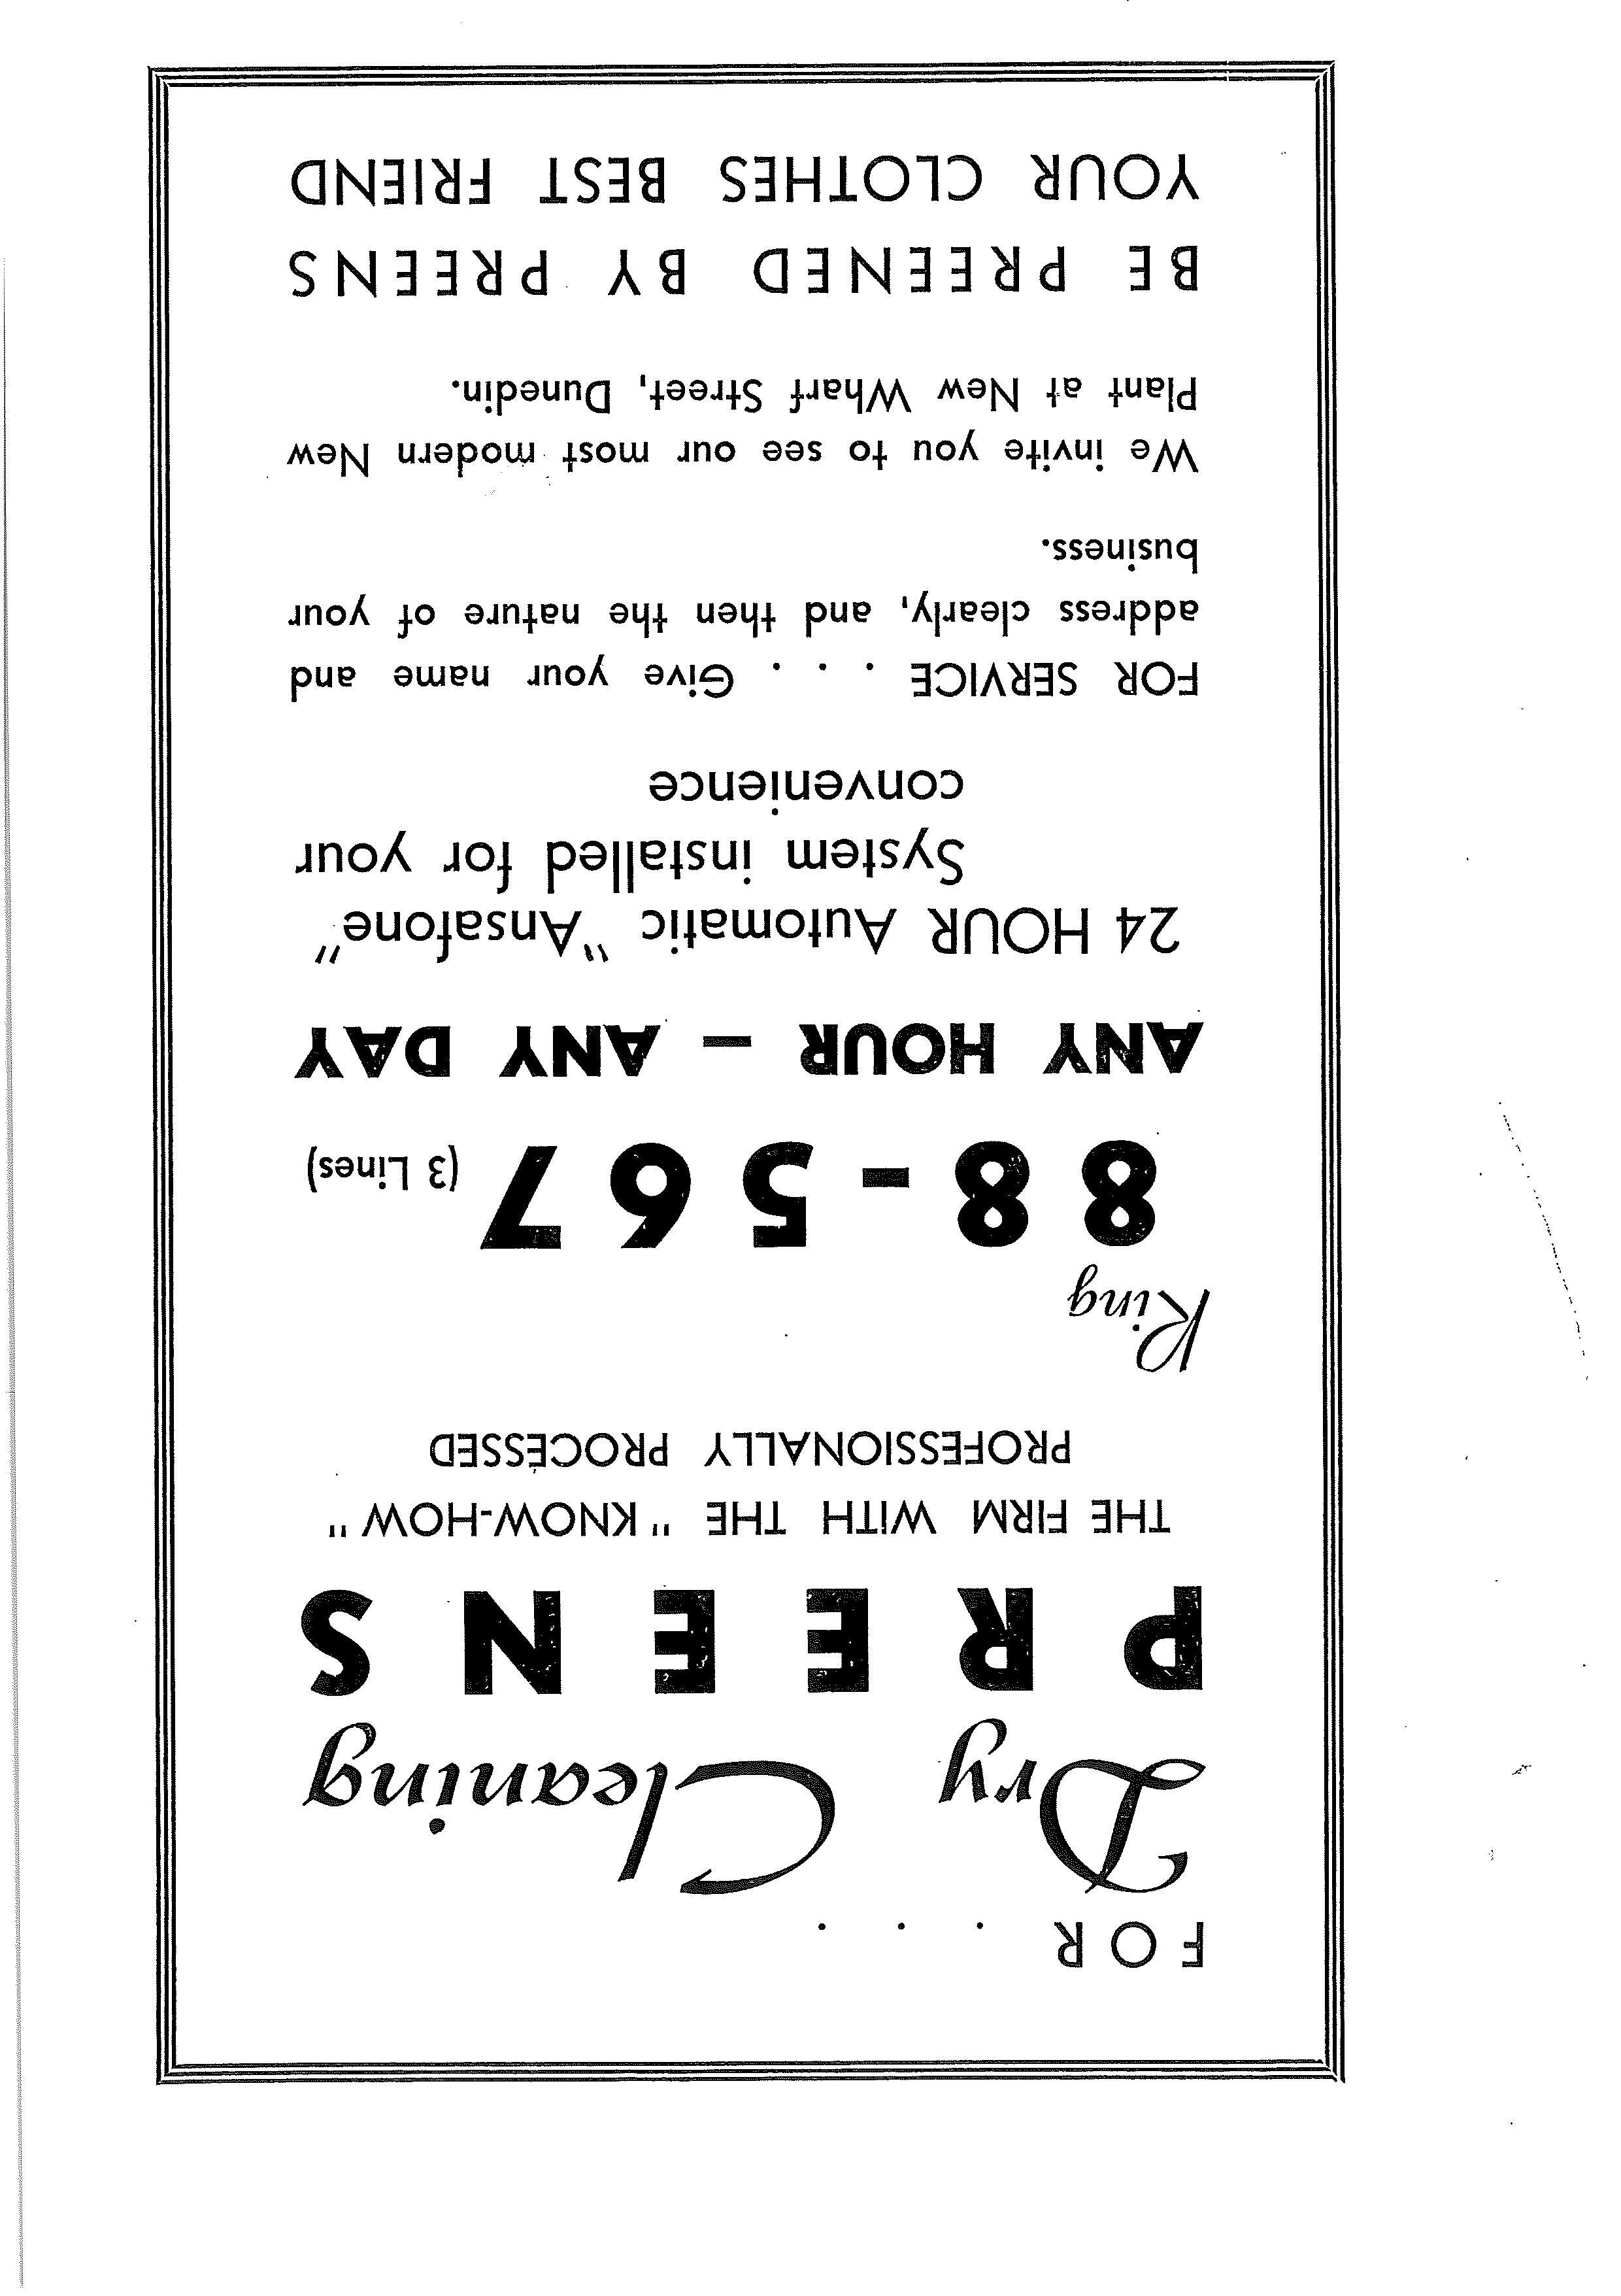 FOR . . .
Dry Cleaning
PREENS
THE FIRM WITH THE "KNOW-HOW"
PROFESSIONALLY PROCESSED
Ring
88-567 (3 Lines)
ANY HOUR – ANY DAY
24 HOUR Automatic "Ansafone"
System installed for your
convenience
FOR SERVICE . . . Give your name and
address clearly, and then the nature of your
business.
We invite you to see our most modern New
Plant at New Wharf Street, Dunedin.
BE PREENED BY PREENS
YOUR CLOTHES BEST FRIEND